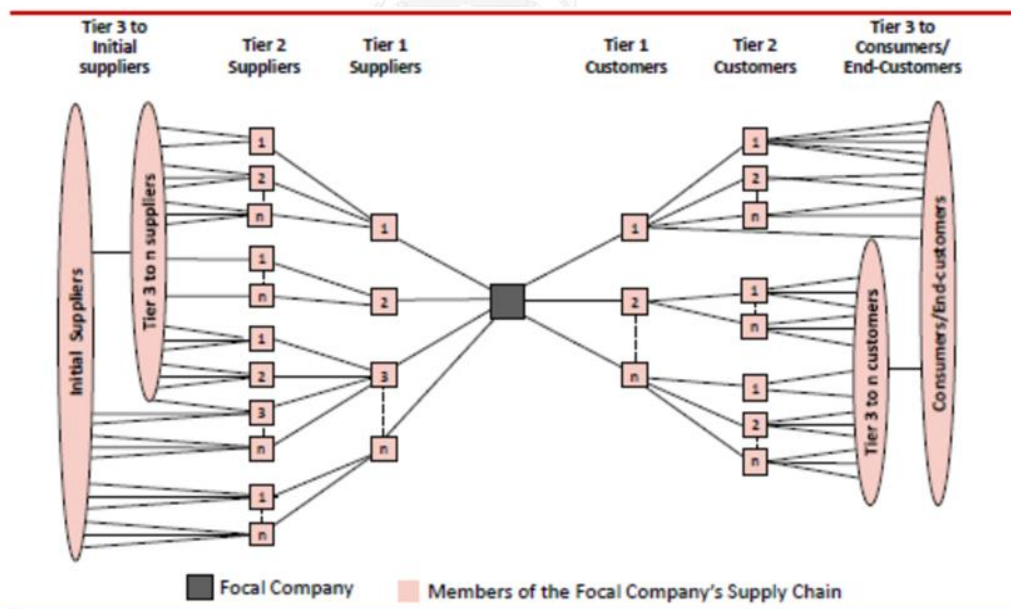 Tier 3 to
Initial
suppliers
Tier 2
Suppliers
Tier 1
Suppliers
Tier 1
Customers
Tier 2
Customers
Tier 3 to
Consumers/
End-Customers
Initial Suppliers
Tier 3 to n suppliers
1
2
n
1
n
1
2
3
n
1
n
1
2
3
n
1
2
n
1
2
n
1
n
1
2
n
Tier 3 to n customers
Consumers/End-customers
Focal Company
Members of the Focal Company's Supply Chain